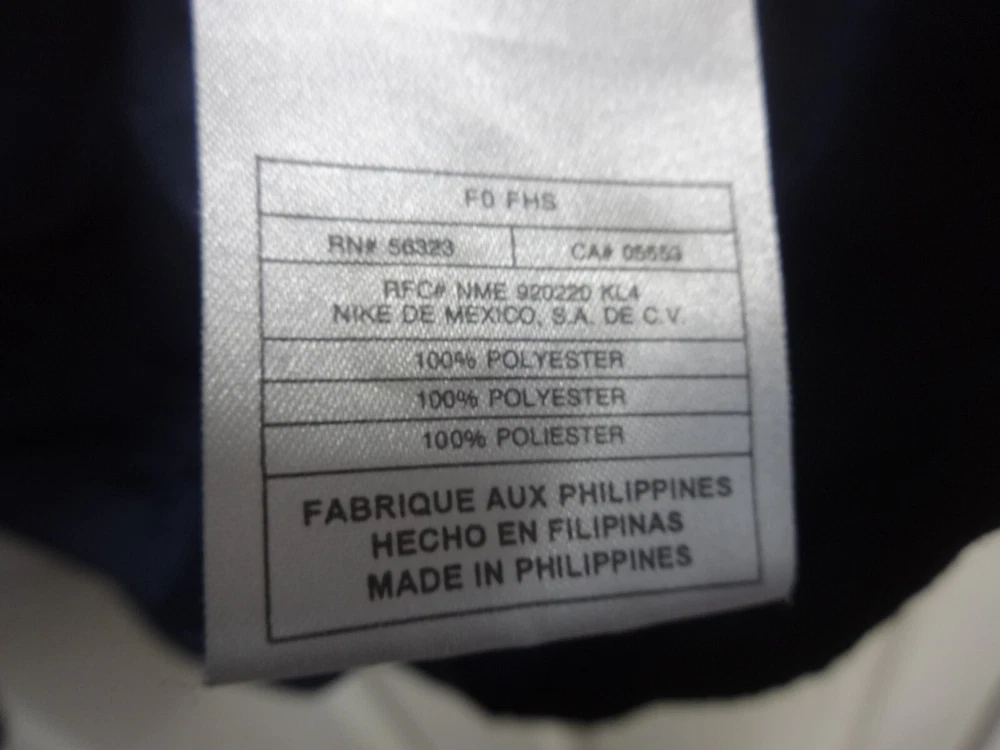 F0 FHS
RN# 56323 CA# 05553
RFC# NME 920220 KL4
NIKE DE MEXICO, S.A. DE C.V.
100% POLYESTER
100% POLYESTER
100% POLIESTER
FABRIQUE AUX PHILIPPINES
HECHO EN FILIPINAS
MADE IN PHILIPPINES